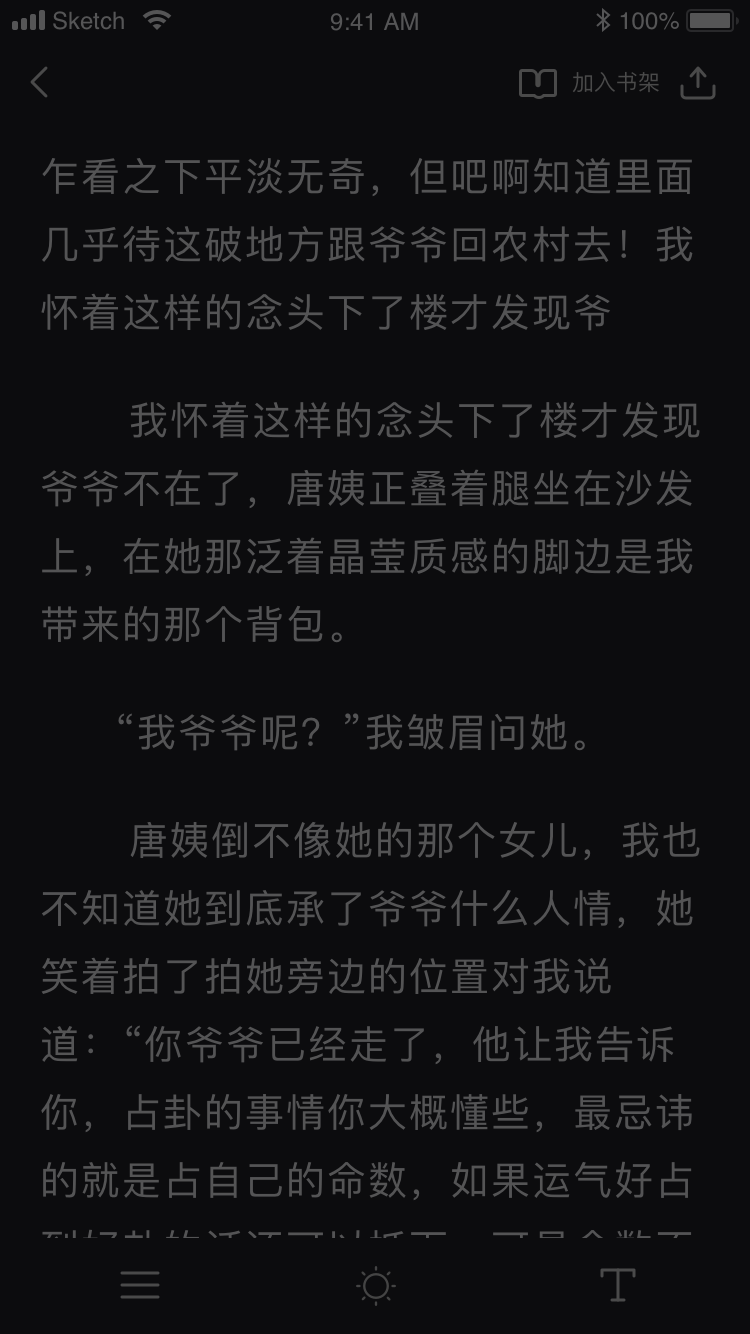 Sketch 9:41 AM 100%
加入书架
乍看之下平淡无奇，但吧啊知道里面
几乎待这破地方跟爷爷回农村去！我
怀着这样的念头下了楼才发现爷
我怀着这样的念头下了楼才发现
爷爷不在了，唐姨正叠着腿坐在沙发
上，在她那泛着晶莹质感的脚边是我
带来的那个背包。
“我爷爷呢？”我皱眉问她。
唐姨倒不像她的那个女儿，我也
不知道她到底承了爷爷什么人情，她
笑着拍了拍她旁边的位置对我说
道：“你爷爷已经走了，他让我告诉
你，占卦的事情你大概懂些，最忌讳
的就是占自己的命数，如果运气好占